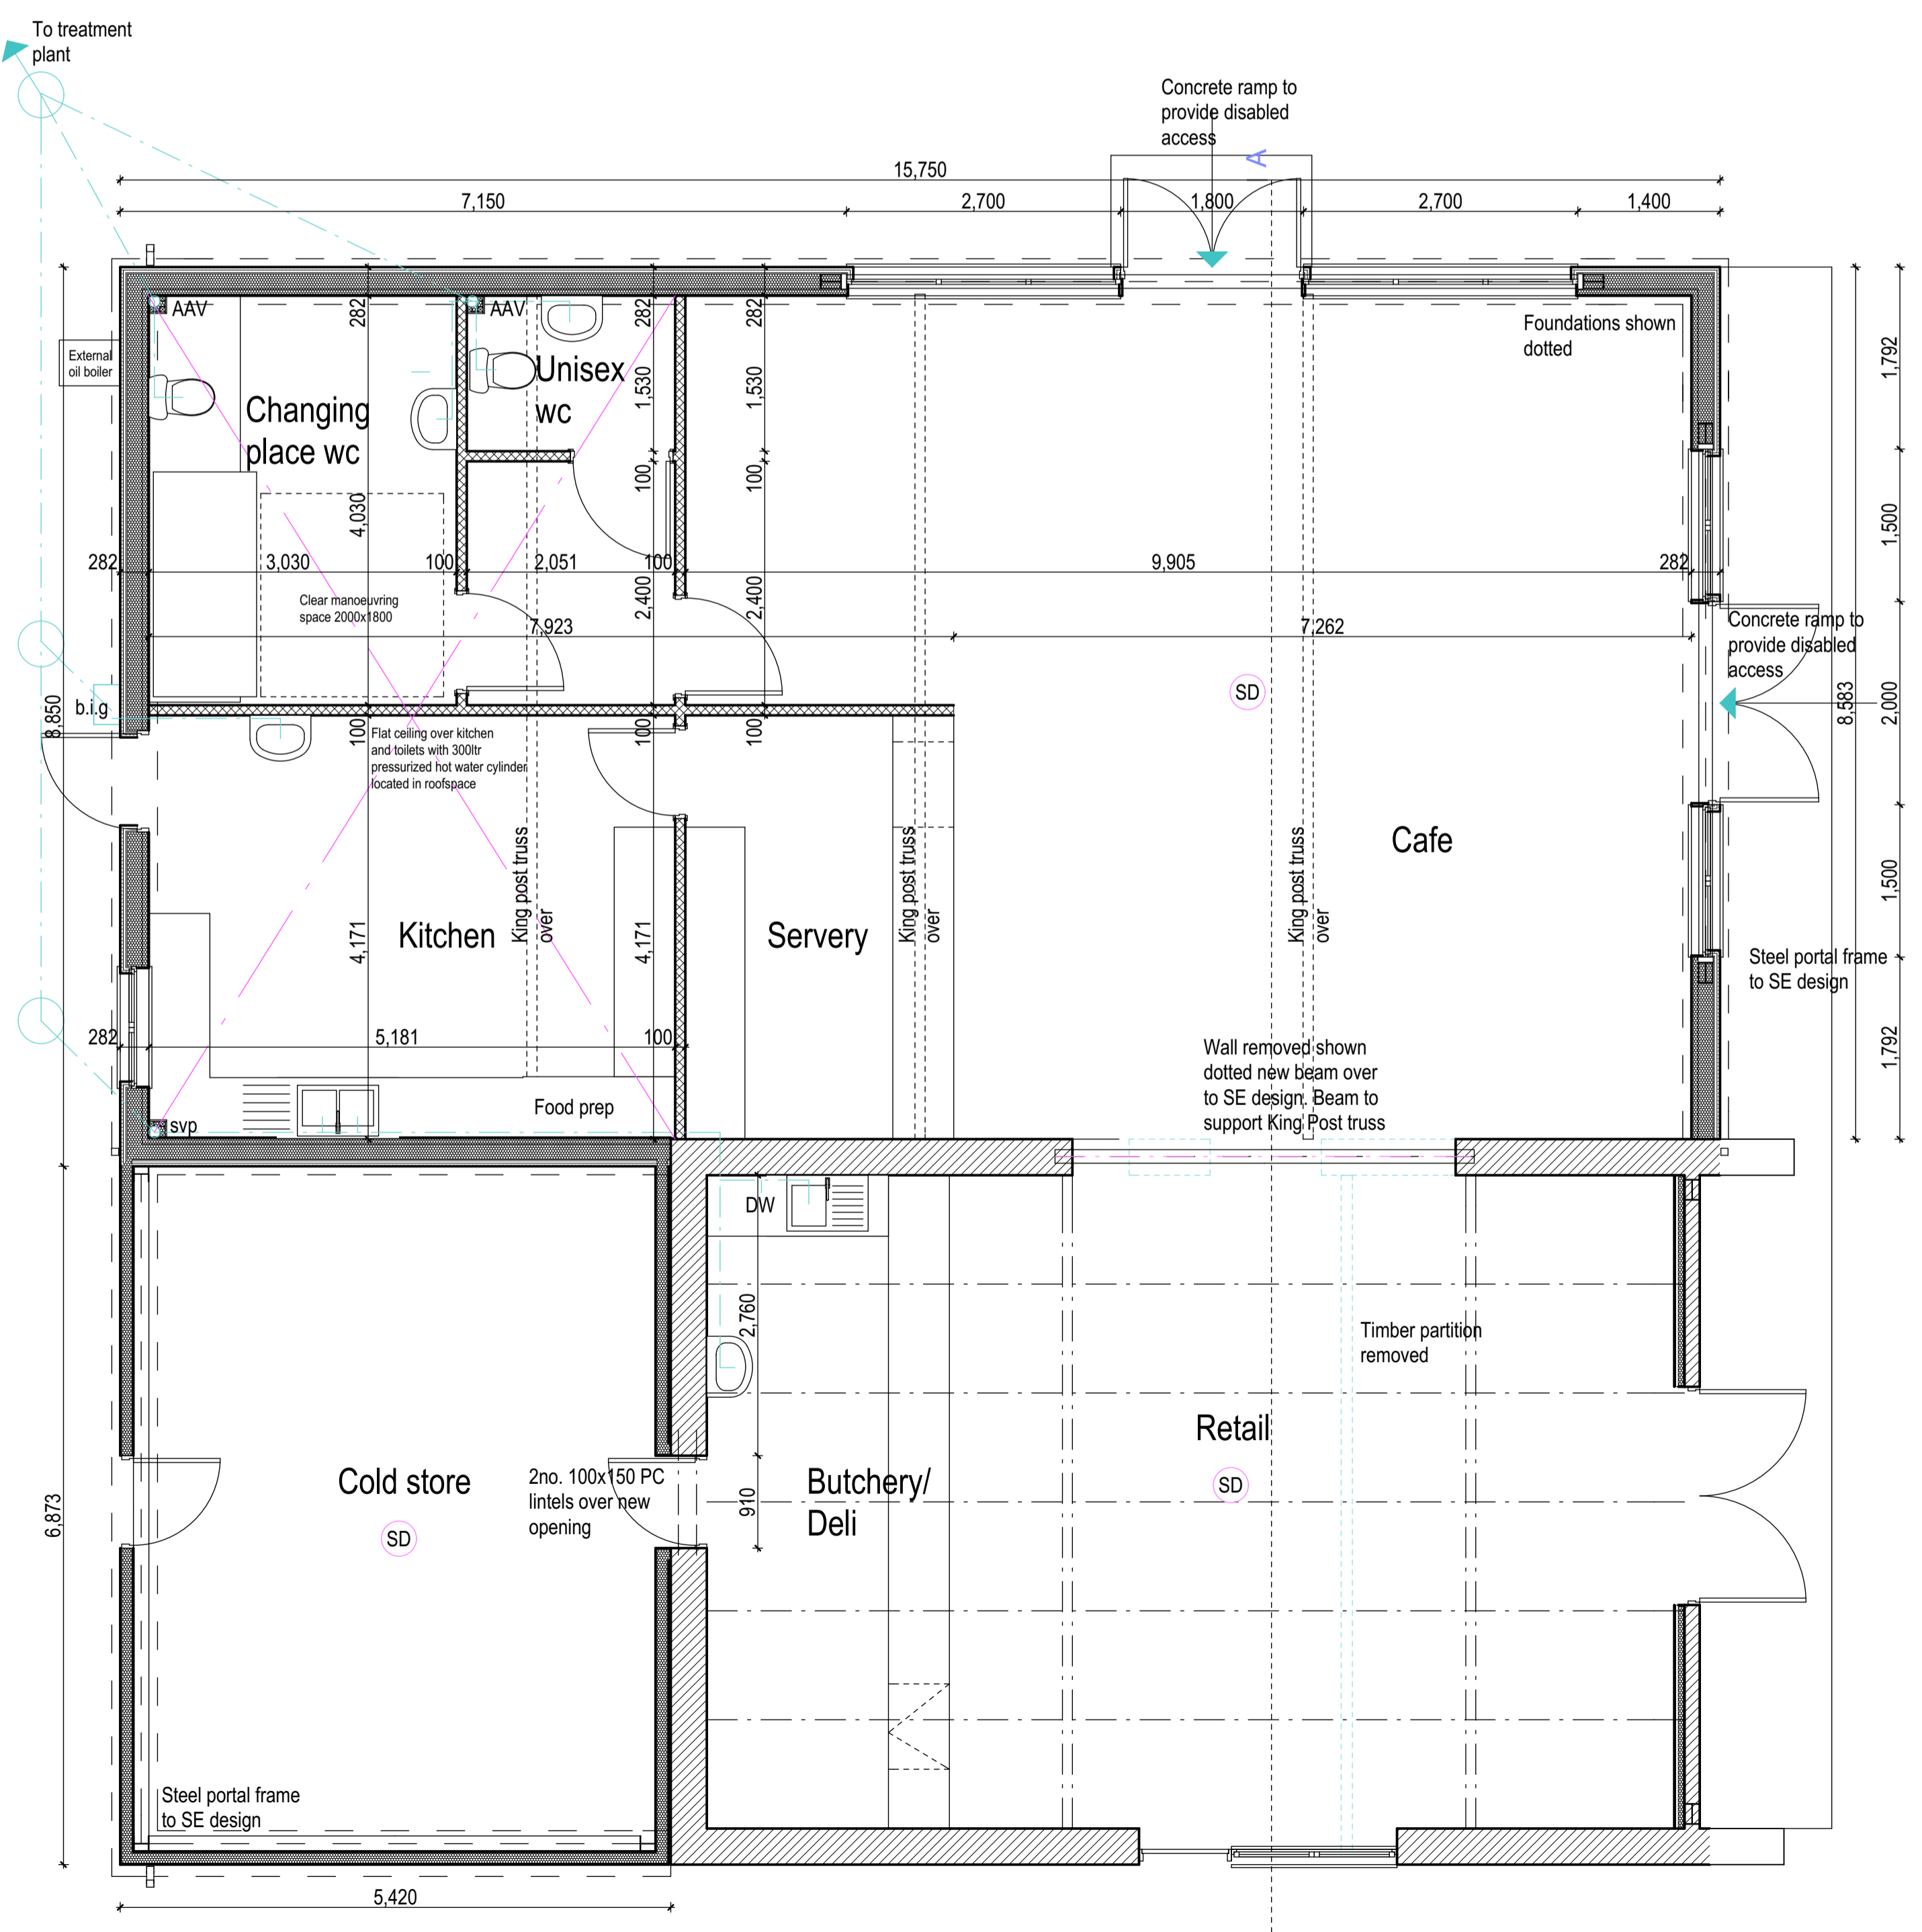 To treatment
plant
Concrete ramp to
provide disabled
access
A
15,750
7,150
2,700
1,800
2,700
1,400
AAV
AAV
282
282
282
External
oil boiler
Unisex
wc
Changing
place wc
1,530
1,530
Foundations shown
dotted
1,792
4,030
100
100
1,500
282
3,030
100
2,051
100
9,905
282
Clear manoeuvring
space 2000x1800
2,400
2,400
7,923
7,262
Concrete ramp to
provide disabled
access
SD
b.i.g
8,850
8,583
2,000
100
100
100
Flat ceiling over kitchen
and toilets with 300ltr
pressurized hot water cylinder
located in roofspace
King post truss
over
King post truss
over
King post truss
over
Cafe
1,500
Kitchen
Servery
4,171
4,171
Steel portal frame
to SE design
282
5,181
100
Wall removed shown
dotted new beam over
to SE design. Beam to
support King Post truss
1,792
Food prep
svp
DW
2,760
Timber partition
removed
Retail
Cold store
SD
2no. 100x150 PC
lintels over new
opening
910
Butchery/
Deli
SD
6,873
Steel portal frame
to SE design
5,420